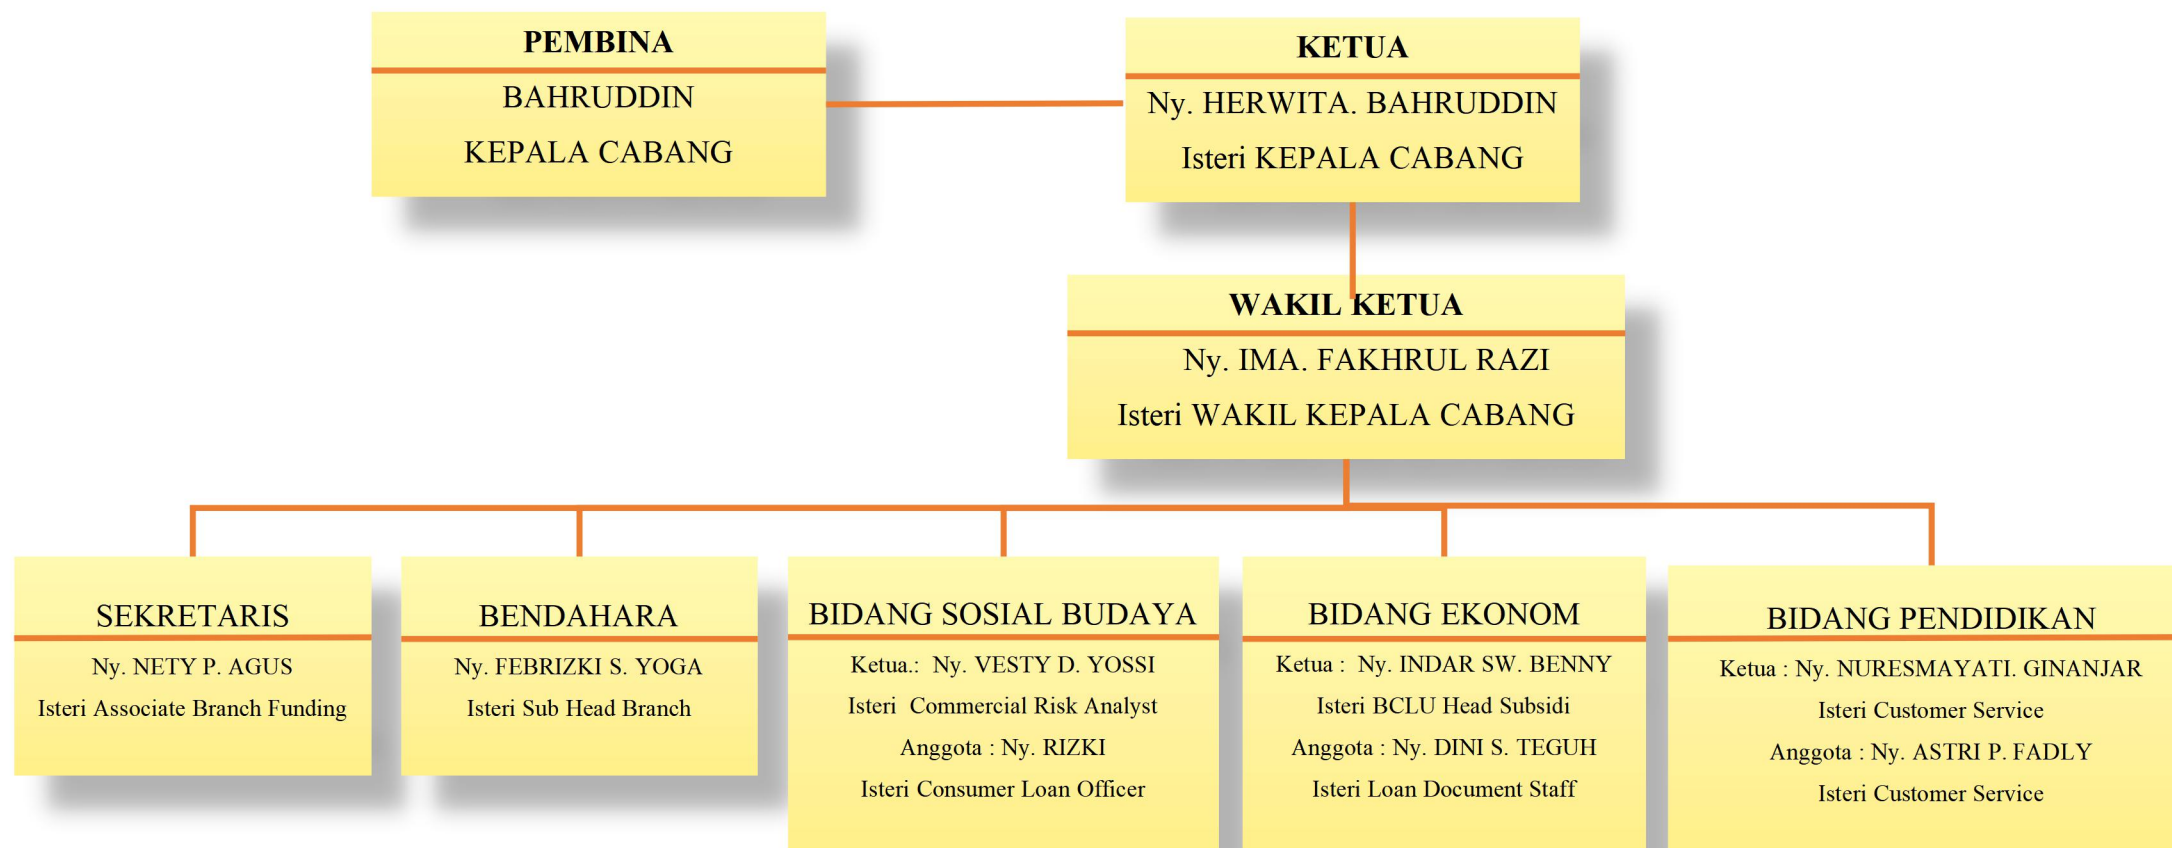 PEMBINA
BAHRUDDIN
KEPALA CABANG
KETUA
Ny. HERWITA. BAHRUDDIN
Isteri KEPALA CABANG
WAKIL KETUA
Ny. IMA. FAKHRUL RAZI
Isteri WAKIL KEPALA CABANG
SEKRETARIS
Ny. NETY P. AGUS
Isteri Associate Branch Funding
BENDAHARA
Ny. FEBRIZKI S. YOGA
Isteri Sub Head Branch
BIDANG SOSIAL BUDAYA
Ketua.: Ny. VESTY D. YOSSI
Isteri Commercial Risk Analyst
Anggota : Ny. RIZKI
Isteri Consumer Loan Officer
BIDANG EKONOM
Ketua : Ny. INDAR SW. BENNY
Isteri BCLU Head Subsidi
Anggota : Ny. DINI S. TEGUH
Isteri Loan Document Staff
BIDANG PENDIDIKAN
Ketua : Ny. NURESMAYATI. GINANJAR
Isteri Customer Service
Anggota : Ny. ASTRI P. FADLY
Isteri Customer Service